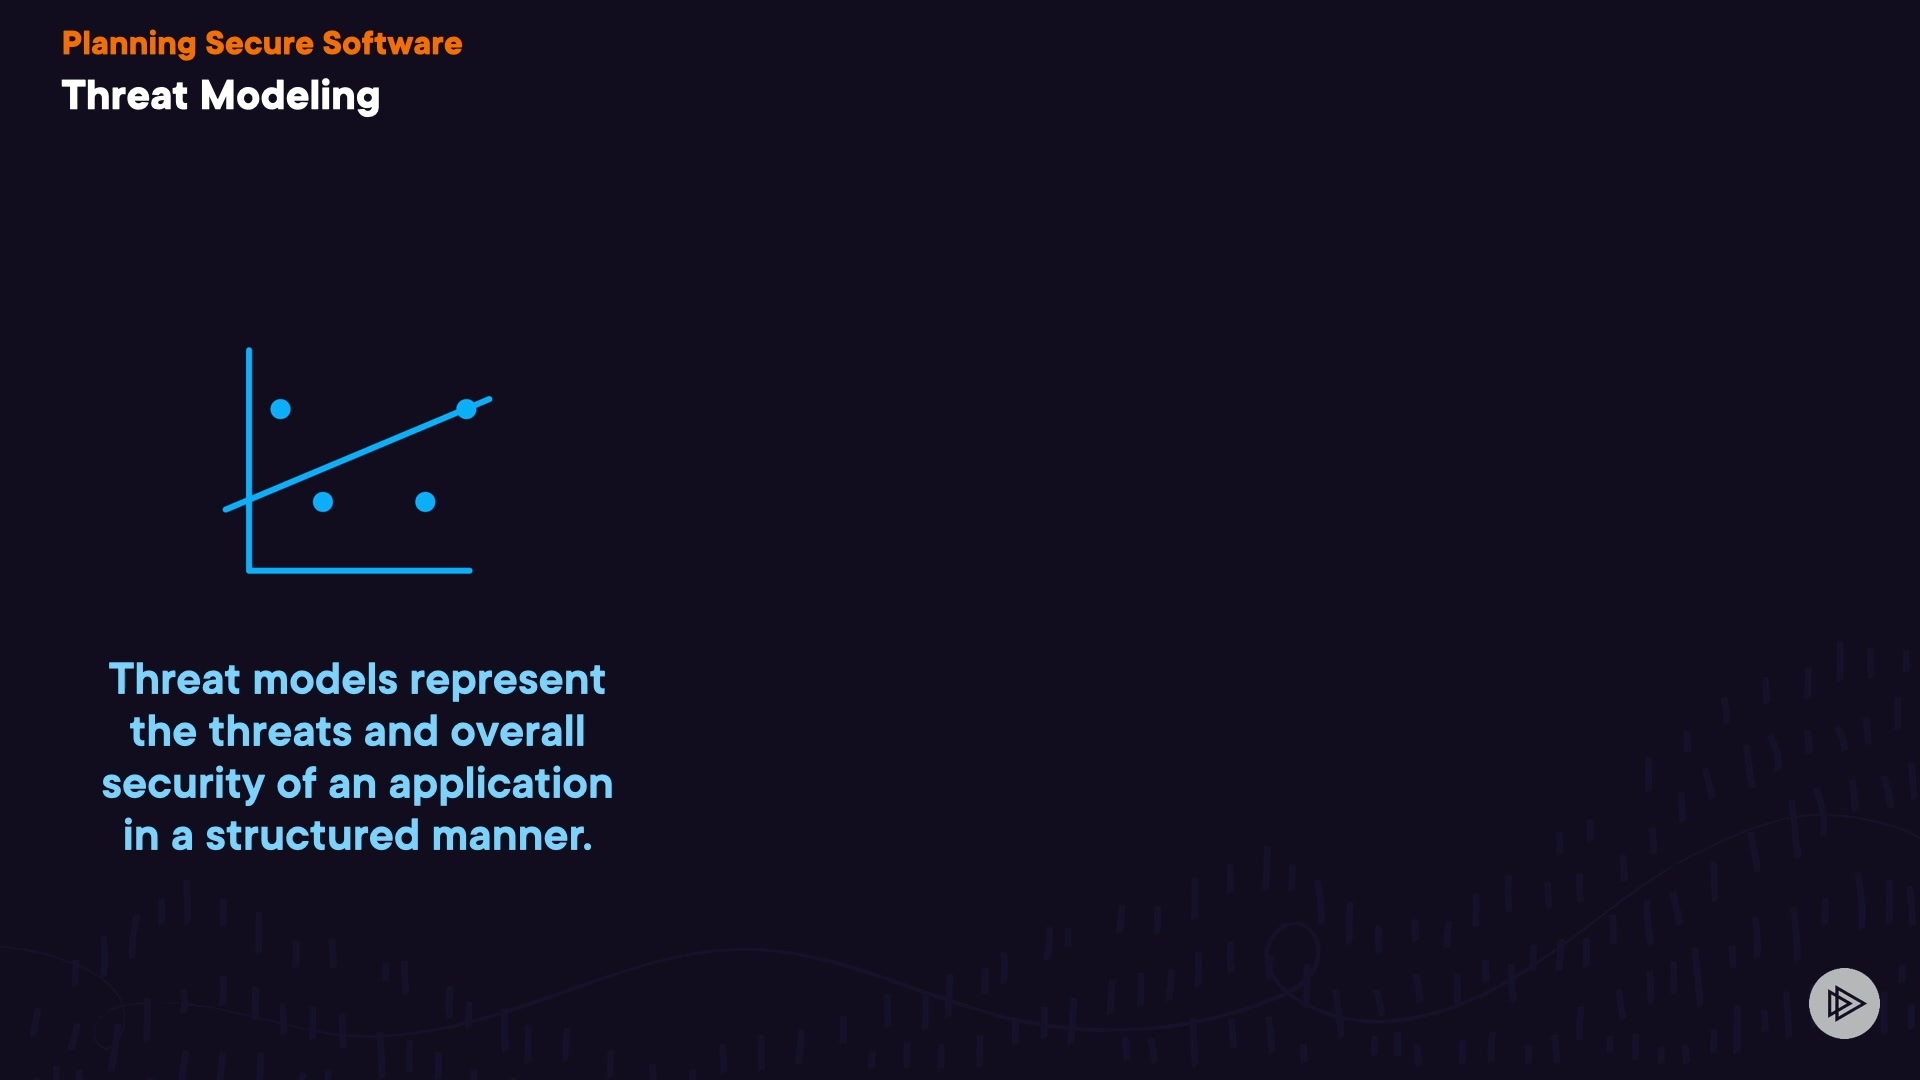 Planning Secure Software
Threat Modeling
Threat models represent
the threats and overall
security of an application
in a structured manner.